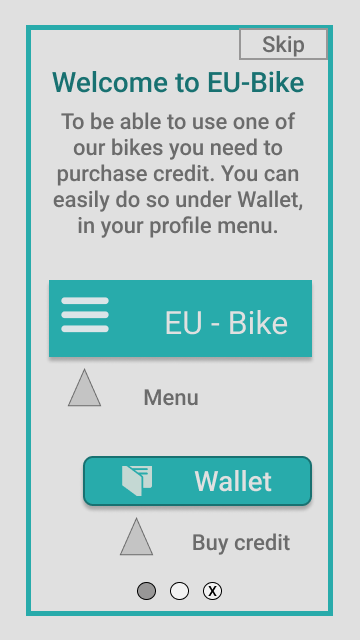 Skip
Welcome to EU-Bike
To be able to use one of
our bikes you need to
purchase credit. You can
easily do so under Wallet,
in your profile menu.
EU - Bike
Menu
Wallet
Buy credit
X